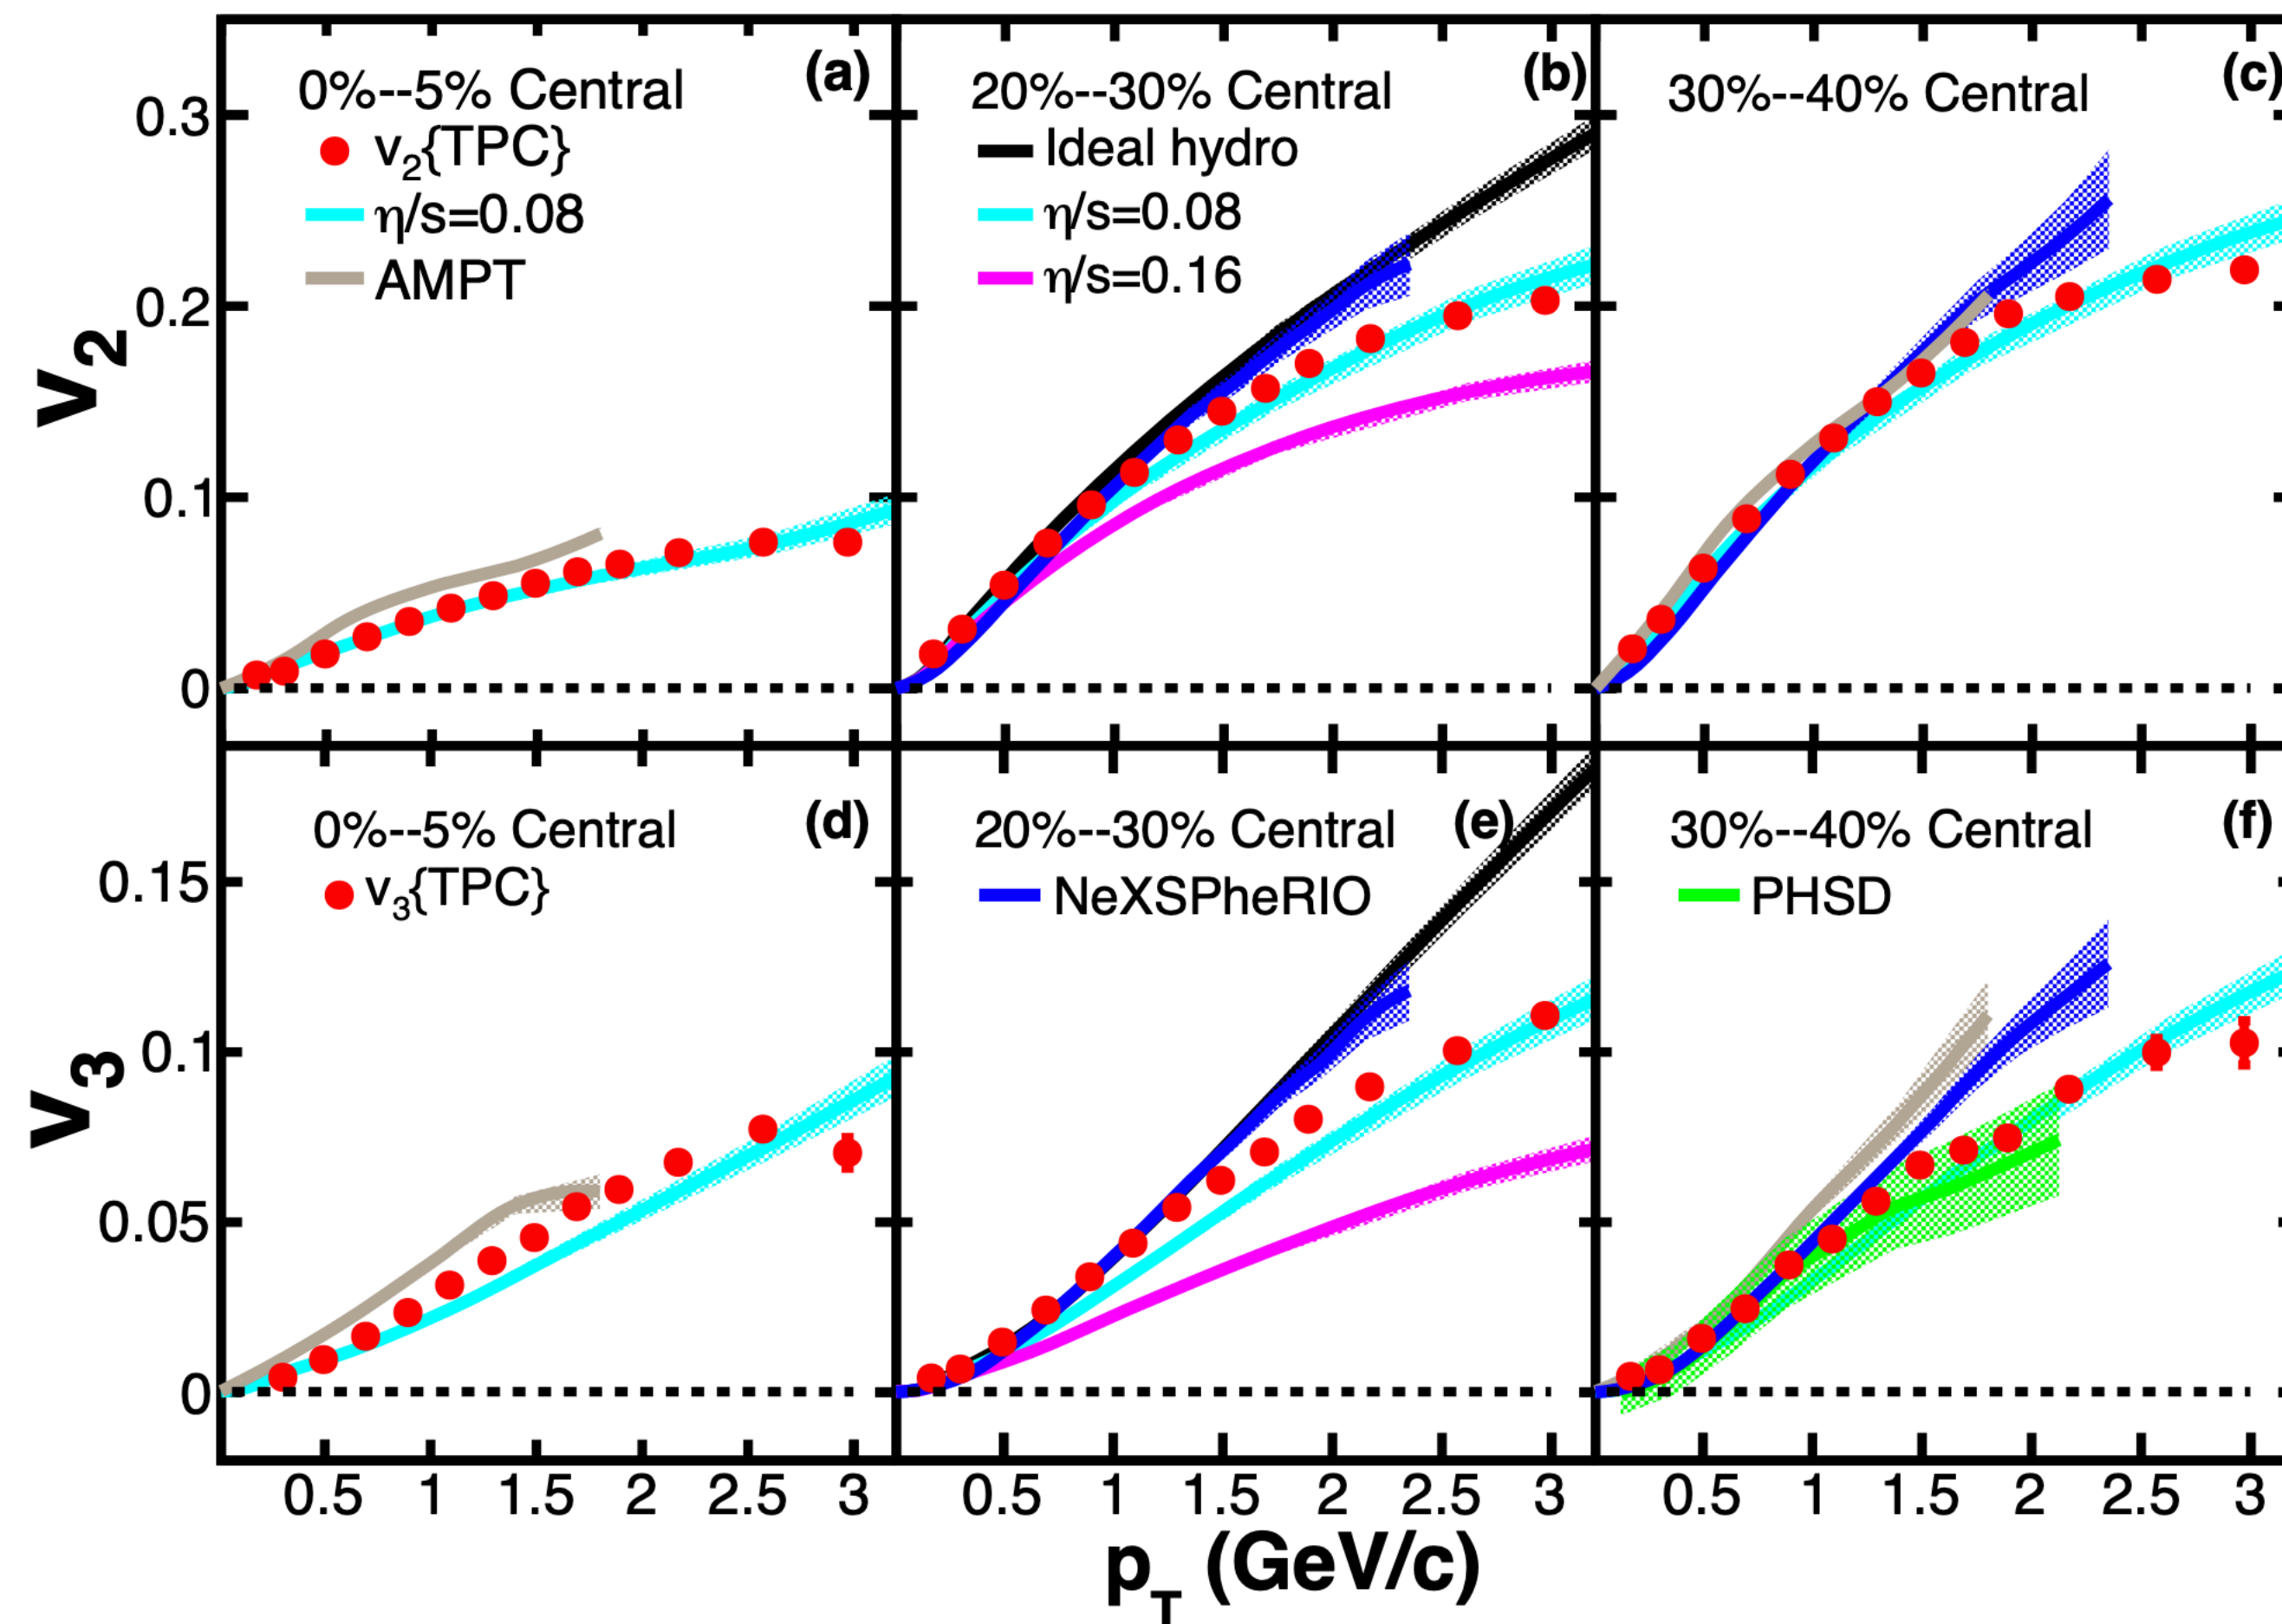 (a)
0%--5% Central
v2{TPC}
η/s=0.08
AMPT
(b)
20%--30% Central
Ideal hydro
η/s=0.08
η/s=0.16
(c)
30%--40% Central
0.3
0.2
0.1
0
v2
(d)
0%--5% Central
v3{TPC}
(e)
20%--30% Central
NeXSPheRIO
(f)
30%--40% Central
PHSD
0.15
0.1
0.05
0
v3
0.5 1 1.5 2 2.5 3
0.5 1 1.5 2 2.5 3
0.5 1 1.5 2 2.5 3
pT (GeV/c)